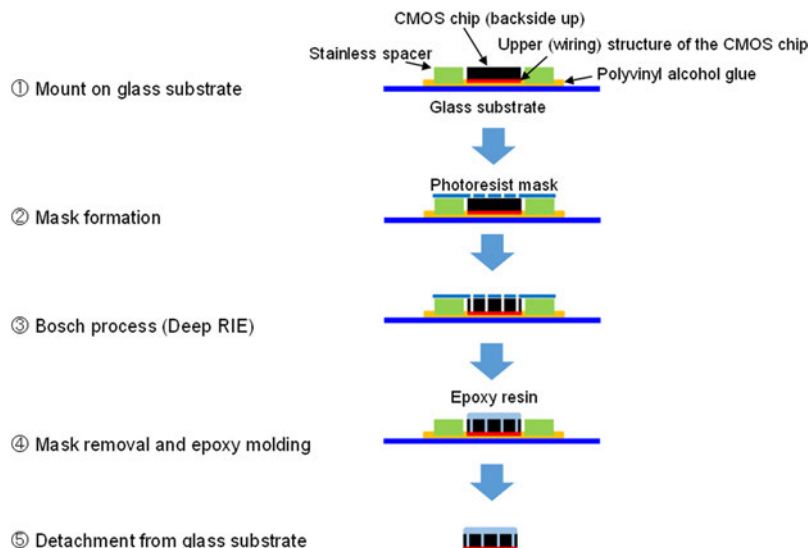 CMOS chip (backside up)
Stainless spacer
Upper (wiring) structure of the CMOS chip
Polyvinyl alcohol glue
① Mount on glass substrate
Glass substrate
Photoresist mask
② Mask formation
③ Bosch process (Deep RIE)
Epoxy resin
④ Mask removal and epoxy molding
⑤ Detachment from glass substrate